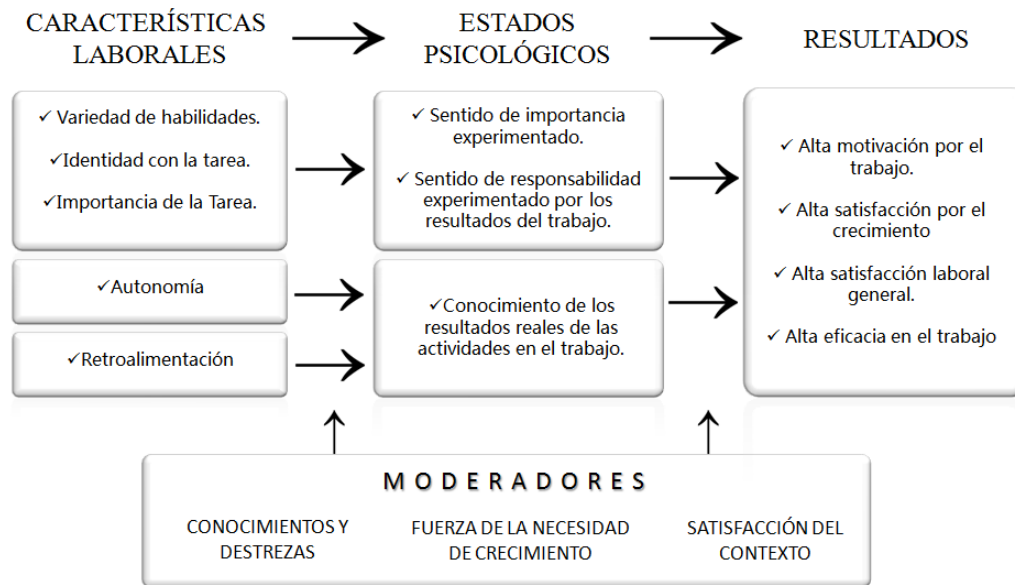 CARACTERÍSTICAS
LABORALES
ESTADOS
PSICOLÓGICOS
RESULTADOS
✓ Variedad de habilidades.
✓Identidad con la tarea.
✓Importancia de la Tarea.
✓Autonomía
✓Retroalimentación
✓ Sentido de importancia
experimentado.
✓ Sentido de responsabilidad
experimentado por los
resultados del trabajo.
✓Conocimiento de los
resultados reales de las
actividades en el trabajo.
✓ Alta motivación por el
trabajo.
✓ Alta satisfacción por el
crecimiento
✓ Alta satisfacción laboral
general.
✓ Alta eficacia en el trabajo
MODERADORES
CONOCIMIENTOS Y
DESTREZAS
FUERZA DE LA NECESIDAD
DE CRECIMIENTO
SATISFACCIÓN DEL
CONTEXTO